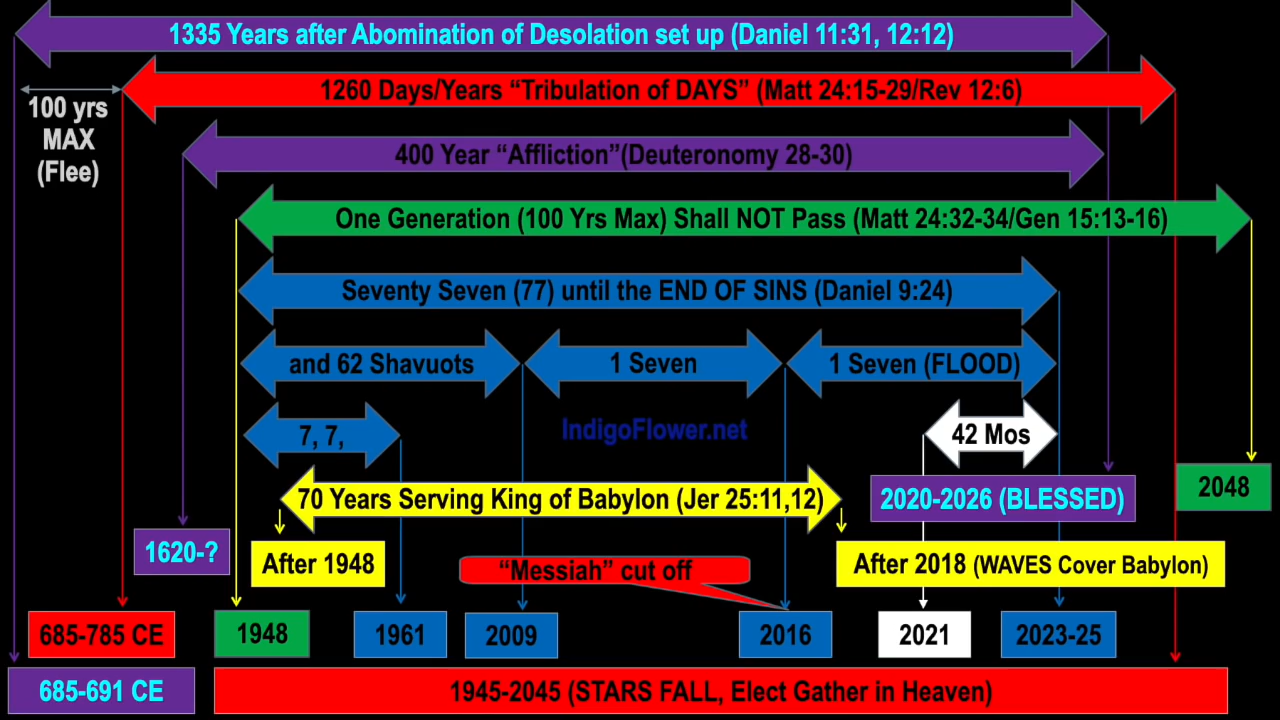 1335 Years after Abomination of Desolation set up (Daniel 11:31, 12:12)
1260 Days/Years “Tribulation of DAYS” (Matt 24:15-29/Rev 12:6)
100 yrs
MAX
(Flee)
400 Year “Affliction”(Deuteronomy 28-30)
One Generation (100 Yrs Max) Shall NOT Pass (Matt 24:32-34/Gen 15:13-16)
Seventy Seven (77) until the END OF SINS (Daniel 9:24)
and 62 Shavuots
1 Seven
1 Seven (FLOOD)
7, 7,
IndigoFlower.net
42 Mos
70 Years Serving King of Babylon (Jer 25:11,12)
2020-2026 (BLESSED)
2048
1620-?
After 1948
“Messiah” cut off
After 2018 (WAVES Cover Babylon)
685-785 CE
1948
1961
2009
2016
2021
2023-25
685-691 CE
1945-2045 (STARS FALL, Elect Gather in Heaven)